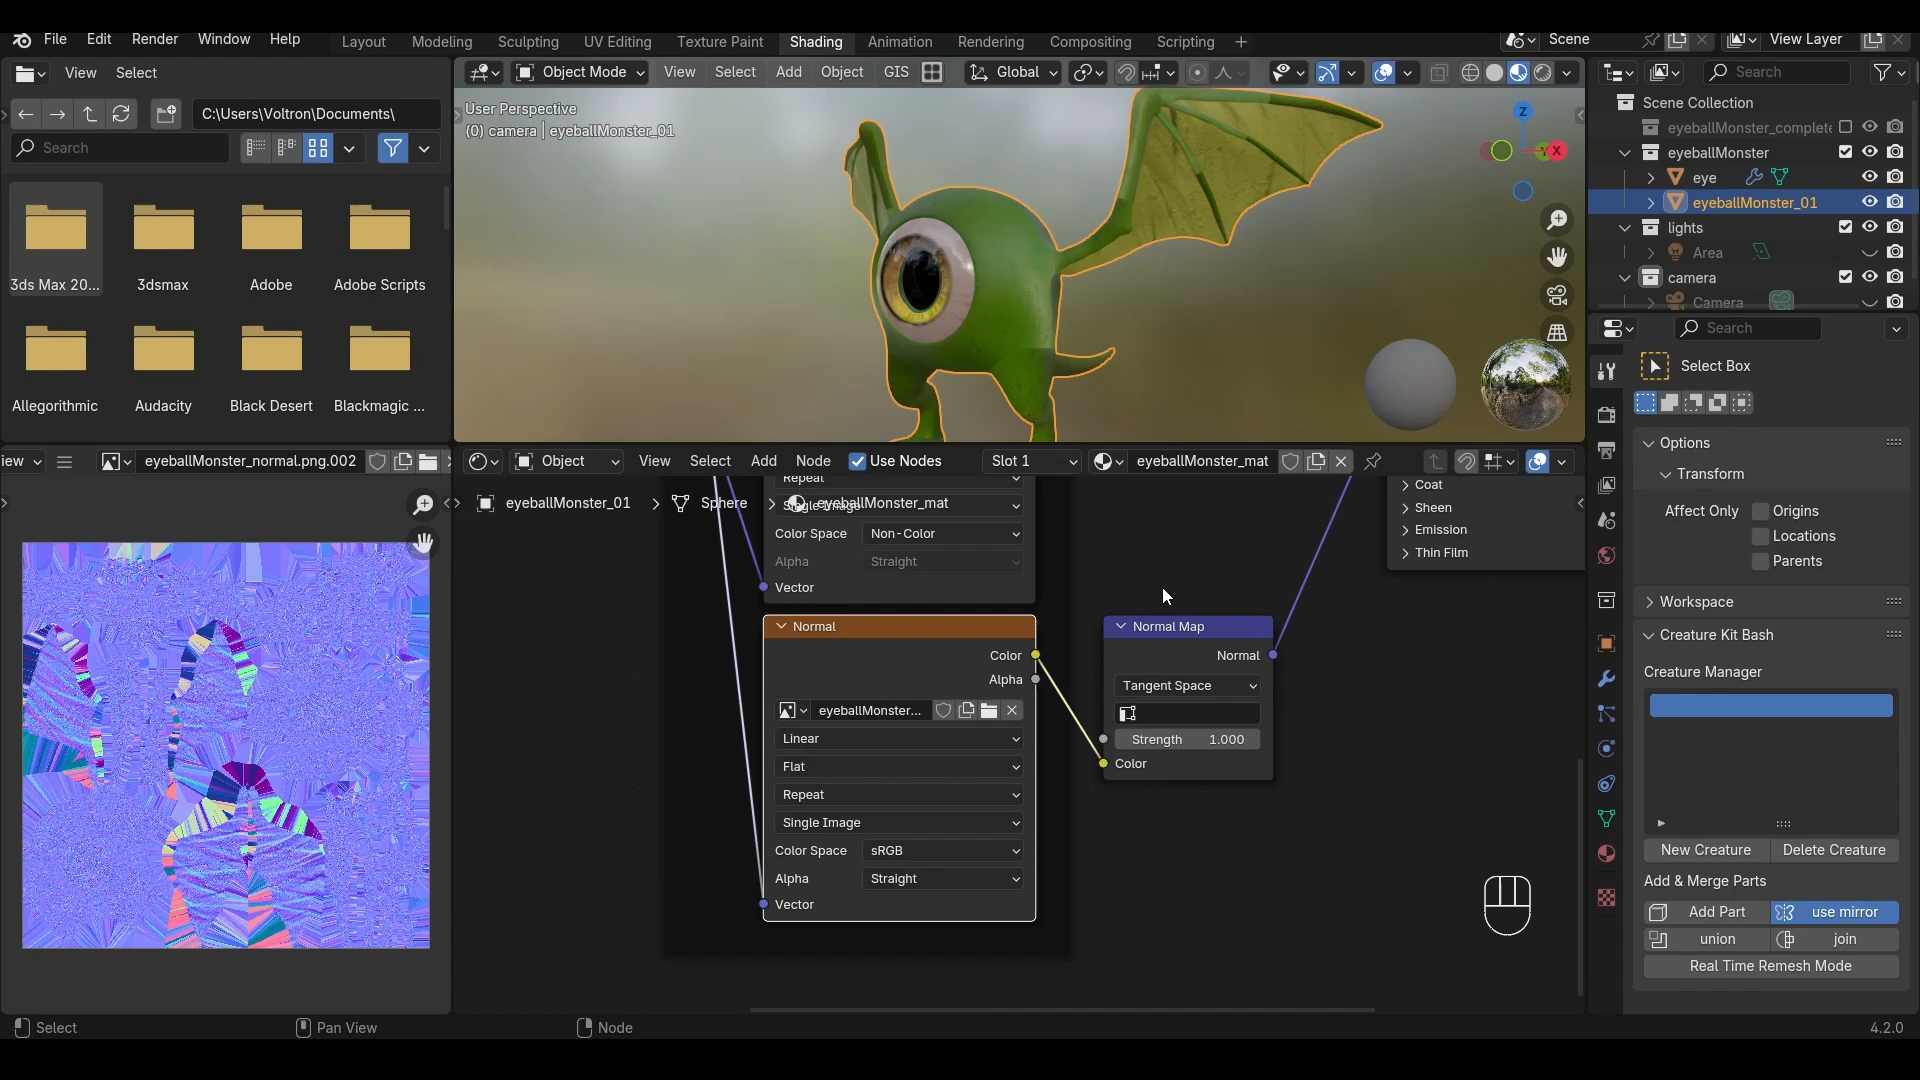 File Edit Render Window Help
Layout Modeling Sculpting UV Editing Texture Paint Shading Animation Rendering Compositing Scripting +
Scene
View Layer
View Select
Object Mode View Select Add Object GIS Global
Search
C:\Users\Voltron\Documents\
Search
3ds Max 20...
3dsmax
Adobe
Adobe Scripts
Allegorithmic
Audacity
Black Desert
Blackmagic ...
User Perspective
(0) camera | eyeballMonster_01
Z
X
Scene Collection
eyeballMonster_complete
eyeballMonster
eye
eyeballMonster_01
lights
Area
camera
Camera
Search
Select Box
Options
Transform
Affect Only Origins
Locations
Parents
Workspace
Creature Kit Bash
Creature Manager
New Creature Delete Creature
Add & Merge Parts
Add Part use mirror
union join
Real Time Remesh Mode
iew eyeballMonster_normal.png.002
Object View Select Add Node Use Nodes Slot 1 eyeballMonster_mat
eyeballMonster_01 > Sphere > eyeballMonster_mat
Repeat
Single Image
Color Space Non-Color
Alpha Straight
Vector
Normal
Color
Alpha
eyeballMonster...
Linear
Flat
Repeat
Single Image
Color Space sRGB
Alpha Straight
Vector
Normal Map
Normal
Tangent Space
Strength 1.000
Color
Coat
Sheen
Emission
Thin Film
Select
Pan View
Node
4.2.0